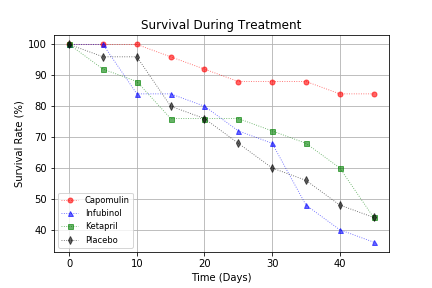 Survival During Treatment
100
90
80
70
60
50
40
Survival Rate (%)
Capomulin
Infubinol
Ketapril
Placebo
0
10
20
30
40
Time (Days)